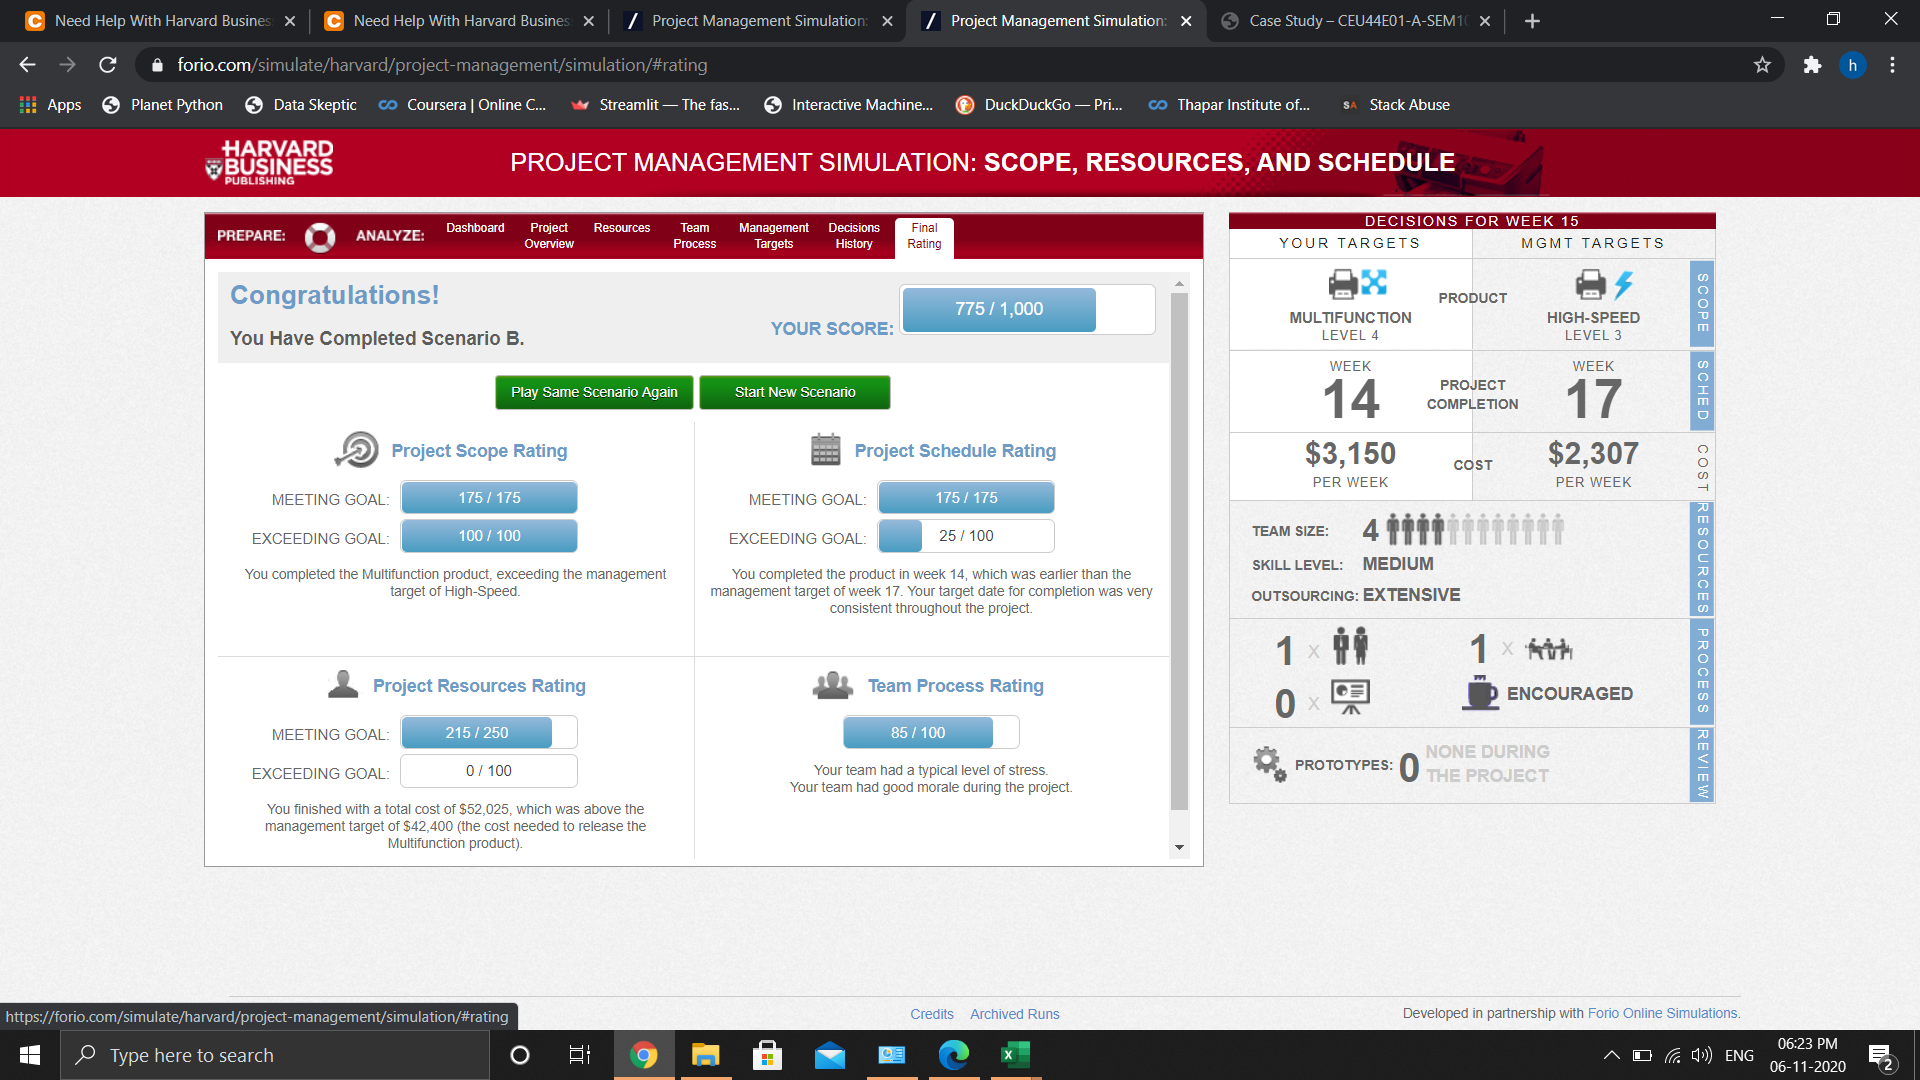 Need Help With Harvard Busines
Need Help With Harvard Busines
Project Management Simulation:
Project Management Simulation:
Case Study – CEU44E01-A-SEM1
forio.com/simulate/harvard/project-management/simulation/#rating
h
Apps
Planet Python
Data Skeptic
Coursera | Online C...
Streamlit — The fas...
Interactive Machine...
DuckDuckGo — Pri...
Thapar Institute of...
SA
Stack Abuse
HARVARD
BUSINESS
PUBLISHING
PROJECT MANAGEMENT SIMULATION: SCOPE, RESOURCES, AND SCHEDULE
PREPARE:
ANALYZE:
Dashboard
Project
Overview
Resources
Team
Process
Management
Targets
Decisions
History
Final
Rating
Congratulations!
You Have Completed Scenario B.
YOUR SCORE:
775 / 1,000
Play Same Scenario Again
Start New Scenario
Project Scope Rating
MEETING GOAL:
175 / 175
EXCEEDING GOAL:
100 / 100
You completed the Multifunction product, exceeding the management
target of High-Speed.
Project Schedule Rating
MEETING GOAL:
175 / 175
EXCEEDING GOAL:
25 / 100
You completed the product in week 14, which was earlier than the
management target of week 17. Your target date for completion was very
consistent throughout the project.
Project Resources Rating
MEETING GOAL:
215 / 250
EXCEEDING GOAL:
0 / 100
You finished with a total cost of $52,025, which was above the
management target of $42,400 (the cost needed to release the
Multifunction product).
Team Process Rating
85 / 100
Your team had a typical level of stress.
Your team had good morale during the project.
DECISIONS FOR WEEK 15
YOUR TARGETS
MGMT TARGETS
MULTIFUNCTION
LEVEL 4
PRODUCT
HIGH-SPEED
LEVEL 3
SCOPE
WEEK
14
PROJECT
COMPLETION
WEEK
17
SCHED
$3,150
PER WEEK
COST
$2,307
PER WEEK
COST
TEAM SIZE:
4
SKILL LEVEL:
MEDIUM
OUTSOURCING:
EXTENSIVE
RESOURCES
1 x
1 x
0 x
ENCOURAGED
PROCESS
PROTOTYPES:
0
NONE DURING
THE PROJECT
REVIEW
https://forio.com/simulate/harvard/project-management/simulation/#rating
Credits
Archived Runs
Developed in partnership with Forio Online Simulations.
Type here to search
ENG
06:23 PM
06-11-2020
2